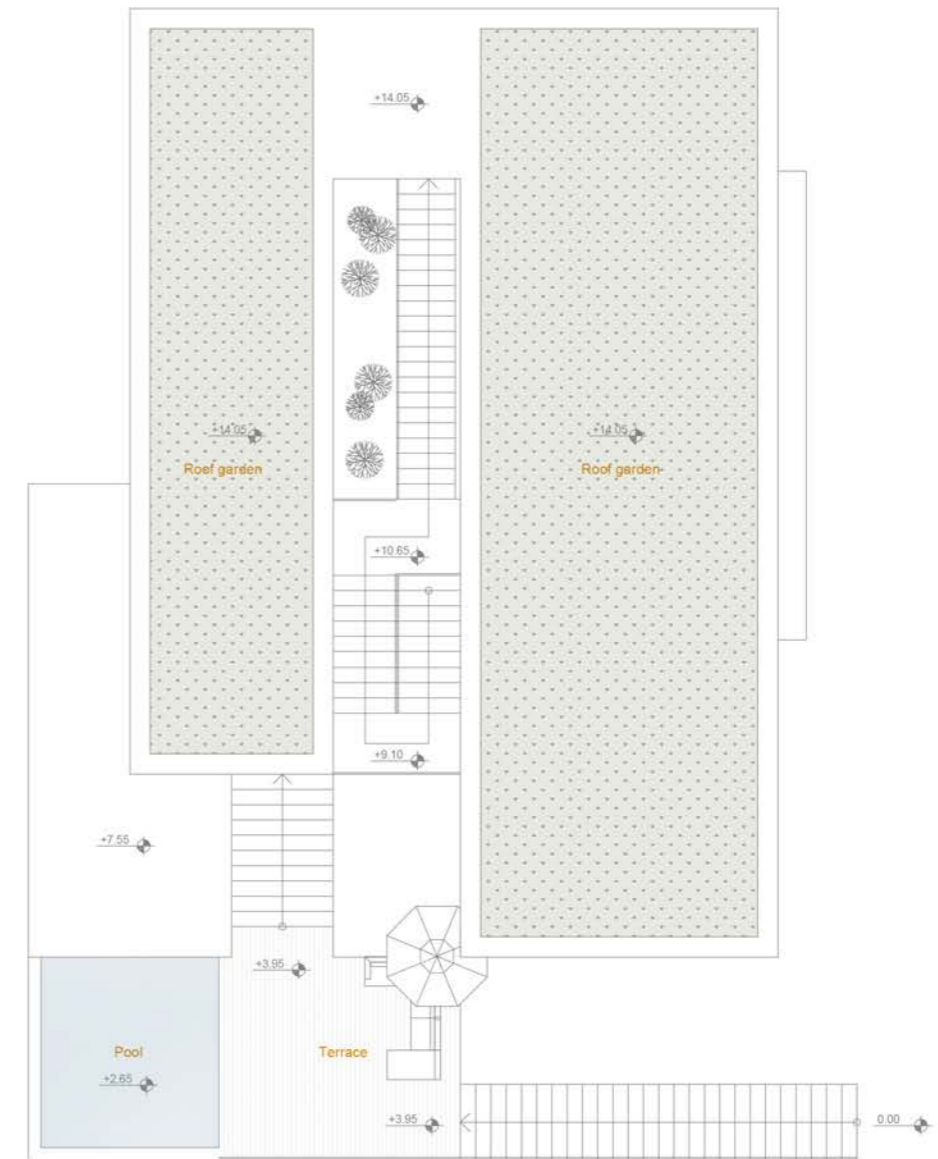 +14.05
+14.05
Roof garden
+14.05
Roof garden
+10.65
+9.10
+7.55
+3.95
Pool
Terrace
+2.65
+3.95
0.00